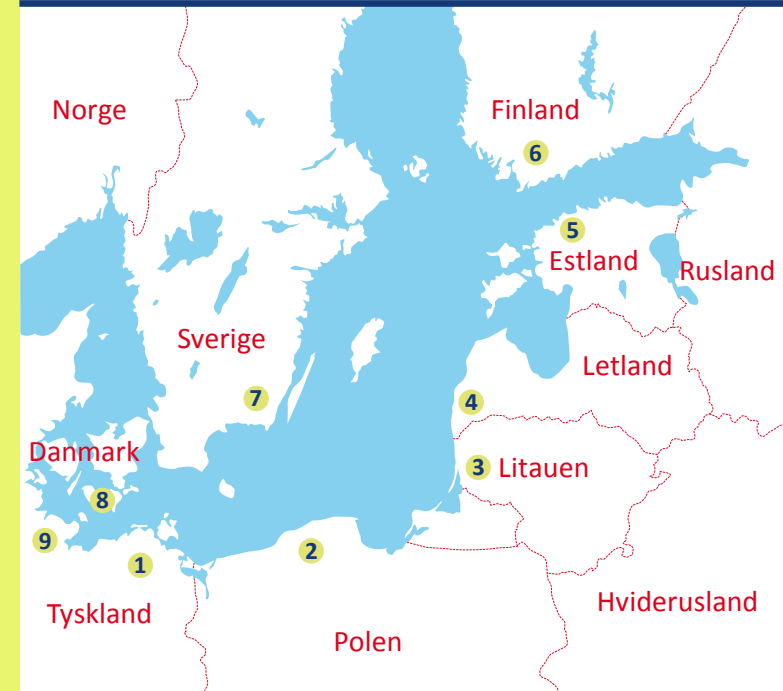 Norge
Finland
6
5
Estland
Rusland
Sverige
Letland
7
4
Danmark
3 Litauen
8
9
2
1
Hviderusland
Tyskland
Polen